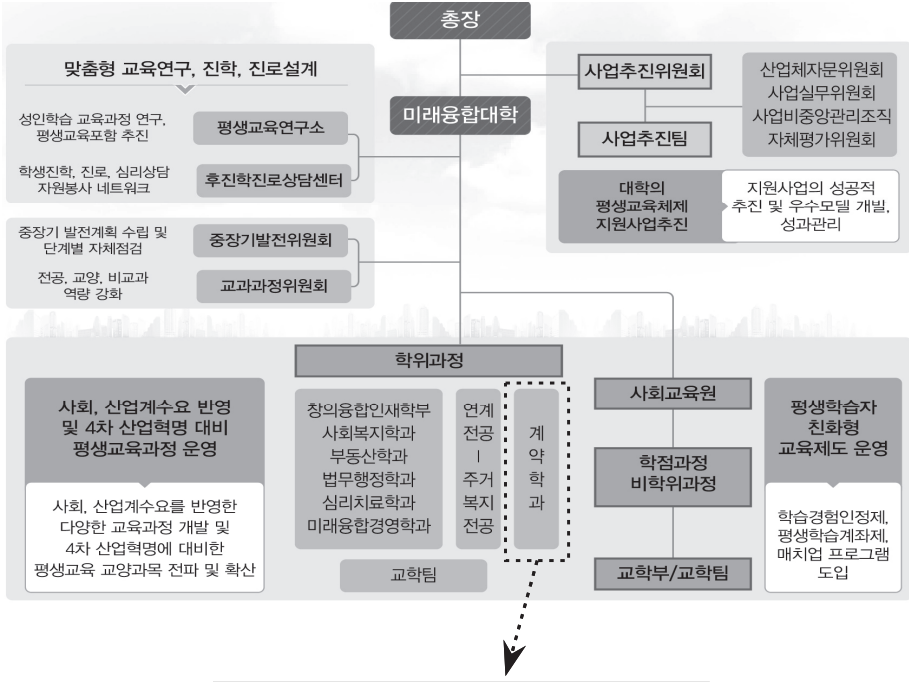 총장
맞춤형 교육연구, 진학, 진로설계
성인학습 교육과정 연구,
평생교육포함 추진
평생교육연구소
학생진학, 진로, 심리상담
자원봉사 네트워크
후진학진로상담센터
미래융합대학
사업추진위원회
사업추진팀
산업체자문위원회
사업실무위원회
사업비중앙관리조직
자체평가위원회
대학의
평생교육체제
지원사업추진
지원사업의 성공적
추진 및 우수모델 개발,
성과관리
중장기 발전계획 수립 및
단계별 자체점검
중장기발전위원회
전공, 교양, 비교과
역량 강화
교과과정위원회
학위과정
사회, 산업계수요 반영
및 4차 산업혁명 대비
평생교육과정 운영
사회, 산업계수요를 반영한
다양한 교육과정 개발 및
4차 산업혁명에 대비한
평생교육 교양과목 전파 및 확산
창의융합인재학부
사회복지학과
부동산학과
법무행정학과
심리치료학과
미래융합경영학과
연계
전공
ㅣ
주거
복지
전공
계
약
학
과
교학팀
사회교육원
학점과정
비학위과정
교학부/교학팀
평생학습자
친화형
교육제도 운영
학습경험인정제,
평생학습계좌제,
매치업 프로그램
도입